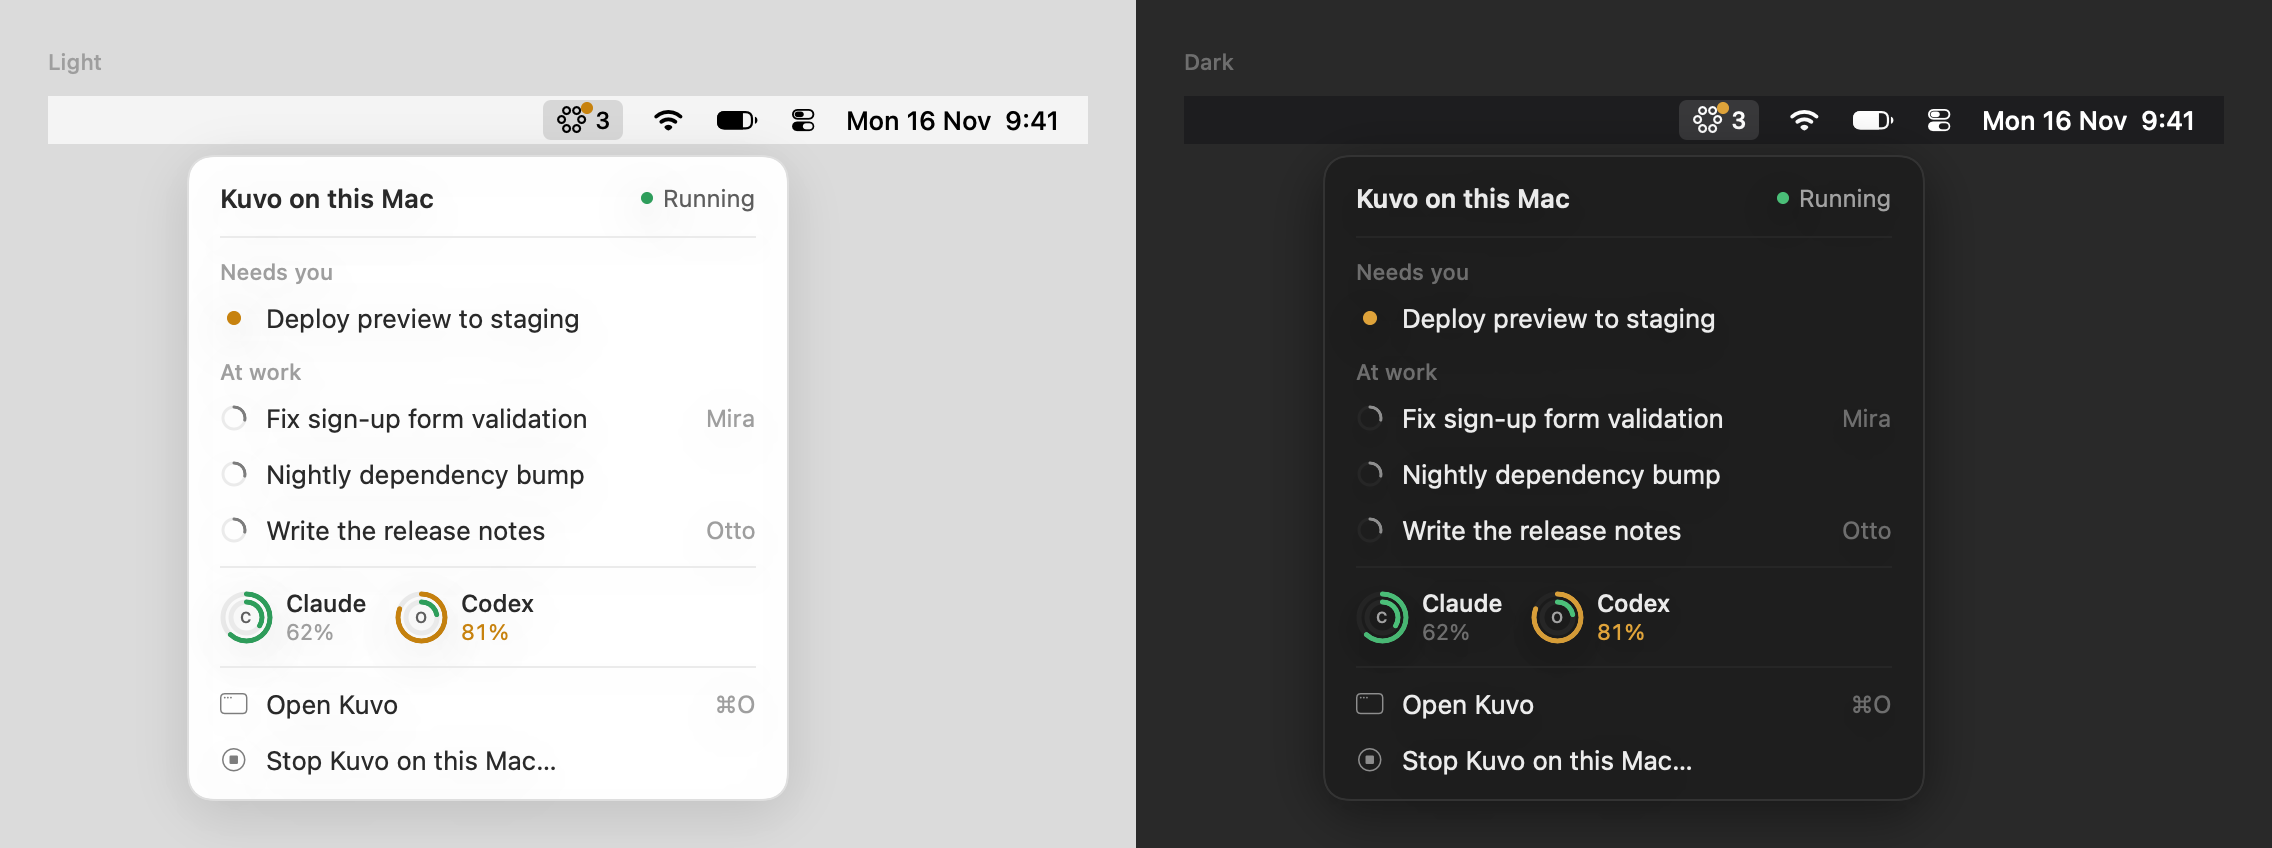 Light
3 Mon 16 Nov 9:41
Kuvo on this Mac Running
Needs you
Deploy preview to staging
At work
Fix sign-up form validation Mira
Nightly dependency bump
Write the release notes Otto
C Claude
62%
O Codex
81%
Open Kuvo ⌘O
Stop Kuvo on this Mac...
Dark
3 Mon 16 Nov 9:41
Kuvo on this Mac Running
Needs you
Deploy preview to staging
At work
Fix sign-up form validation Mira
Nightly dependency bump
Write the release notes Otto
C Claude
62%
O Codex
81%
Open Kuvo ⌘O
Stop Kuvo on this Mac...